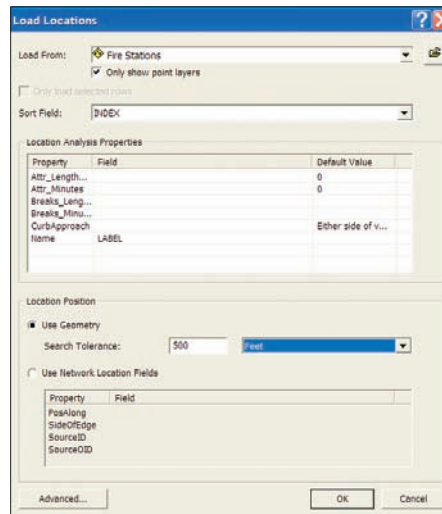 Load Locations
Load From: Fire Stations
Only show point layers
Only load selected rows
Sort Field: INDEX
Location Analysis Properties
Property Field Default Value
Attr_Length... 0
Attr_Minutes 0
Breaks_Leng...
Breaks_Minu...
CurbApproach Either side of v...
Name LABEL
Location Position
Use Geometry
Search Tolerance: 500 Feet
Use Network Location Fields
Property Field
PosAlong
SideOfEdge
SourceID
SourceOID
Advanced... OK Cancel